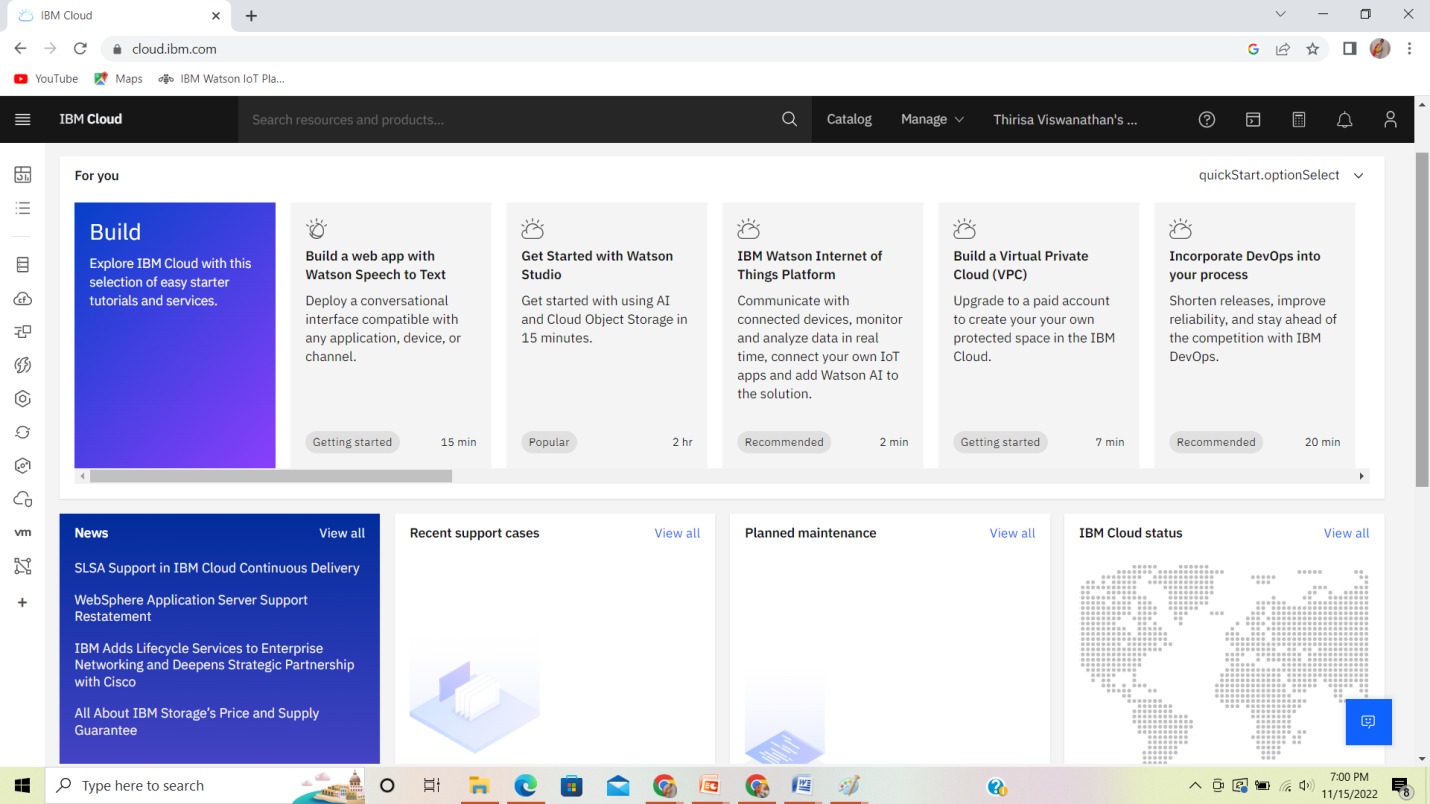 IBM Cloud
cloud.ibm.com
YouTube
Maps
IBM Watson IoT Pla...
IBM Cloud
Search resources and products...
Catalog
Manage
Thirisa Viswanathan's ...
For you
quickStart.optionSelect
Build
Explore IBM Cloud with this
selection of easy starter
tutorials and services.
Build a web app with
Watson Speech to Text
Deploy a conversational
interface compatible with
any application, device, or
channel.
Getting started
15 min
Get Started with Watson
Studio
Get started with using AI
and Cloud Object Storage in
15 minutes.
Popular
2 hr
IBM Watson Internet of
Things Platform
Communicate with
connected devices, monitor
and analyze data in real
time, connect your own IoT
apps and add Watson AI to
the solution.
Recommended
2 min
Build a Virtual Private
Cloud (VPC)
Upgrade to a paid account
to create your your own
protected space in the IBM
Cloud.
Getting started
7 min
Incorporate DevOps into
your process
Shorten releases, improve
reliability, and stay ahead of
the competition with IBM
DevOps.
Recommended
20 min
cf
vm
News
View all
SLSA Support in IBM Cloud Continuous Delivery
WebSphere Application Server Support
Restatement
IBM Adds Lifecycle Services to Enterprise
Networking and Deepens Strategic Partnership
with Cisco
All About IBM Storage's Price and Supply
Guarantee
Recent support cases
View all
Planned maintenance
View all
IBM Cloud status
View all
Type here to search
7:00 PM
11/15/2022
8